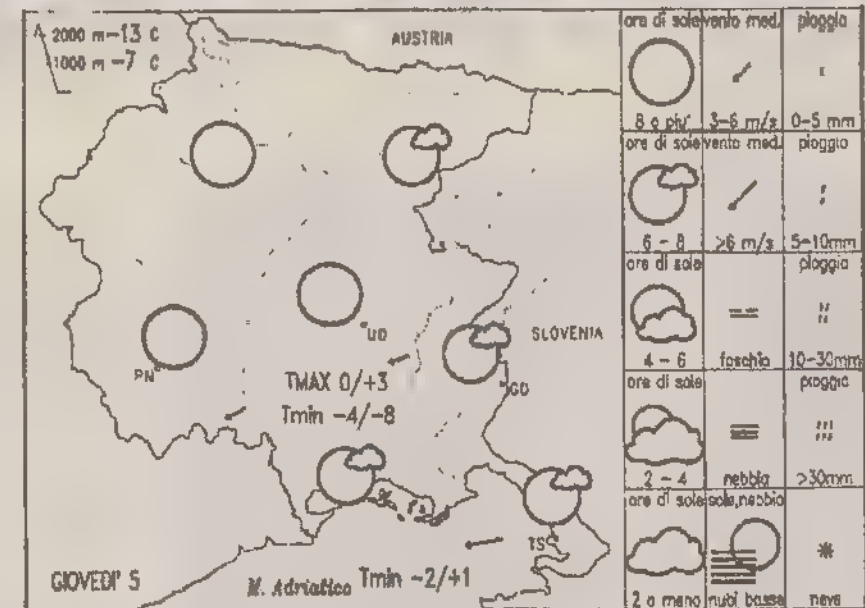 2000 m -13 C
1000 m -7 C
AUSTRIA
SLOVENIA
UD
PN
GO
TMAX 0/+3
Tmin -4/-8
TS
GIOVEDI' 5
M. Adriatico
Tmin -2/+1
ore di sole
vento med.
pioggia
8 o piu'
3-6 m/s
0-5 mm
ore di sole
vento med.
pioggia
6 - 8
>6 m/s
5-10mm
ore di sole
pioggia
4 - 6
foschia
10-30mm
ore di sole
pioggia
2 - 4
nebbia
>30mm
ore di sole
sole,nebbia
2 o meno
nubi basse
neve